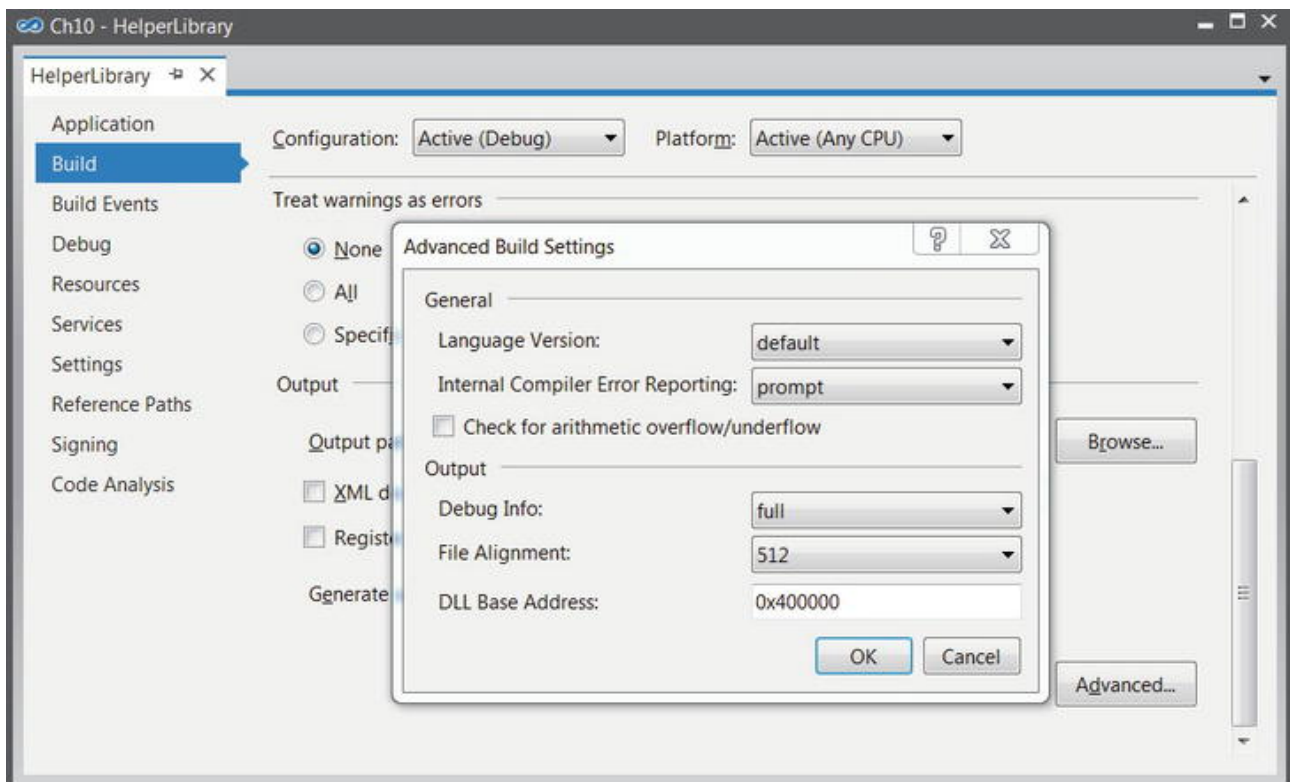 Ch10 - HelperLibrary
HelperLibrary
Application
Build
Build Events
Debug
Resources
Services
Settings
Reference Paths
Signing
Code Analysis
Configuration: Active (Debug) Platform: Active (Any CPU)
Treat warnings as errors
None
All
Output
Output
XML
Generate
Browse...
Advanced...
Advanced Build Settings
General
Language Version: default
Internal Compiler Error Reporting: prompt
Check for arithmetic overflow/underflow
Output
Debug Info: full
File Alignment: 512
DLL Base Address: 0x400000
OK Cancel